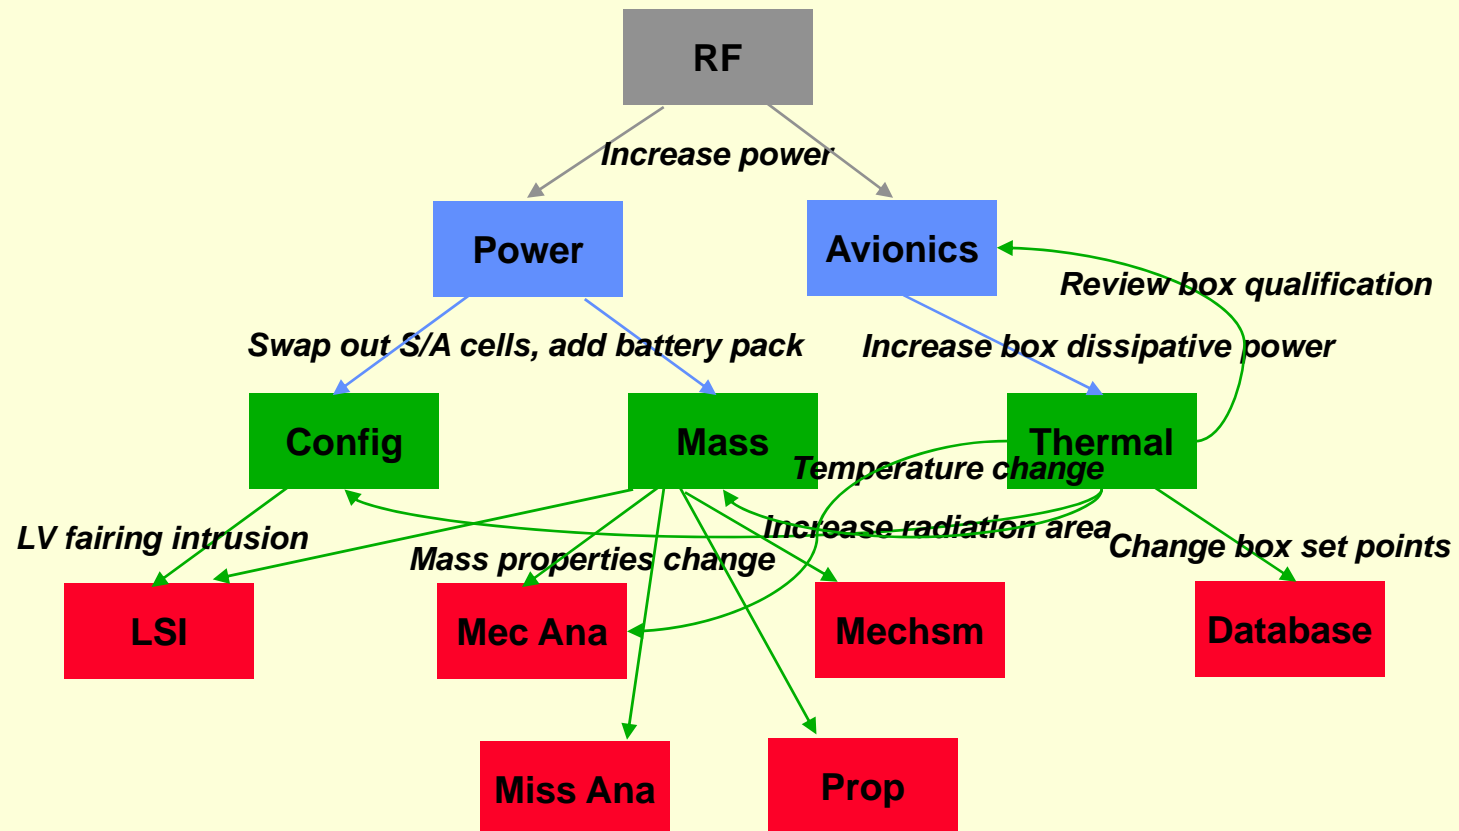 RF
Increase power
Power
Avionics
Review box qualification
Swap out S/A cells, add battery pack
Increase box dissipative power
Config
Mass
Thermal
Temperature change
LV fairing intrusion
Increase radiation area
Mass properties change
Change box set points
LSI
Mec Ana
Mechsm
Database
Miss Ana
Prop